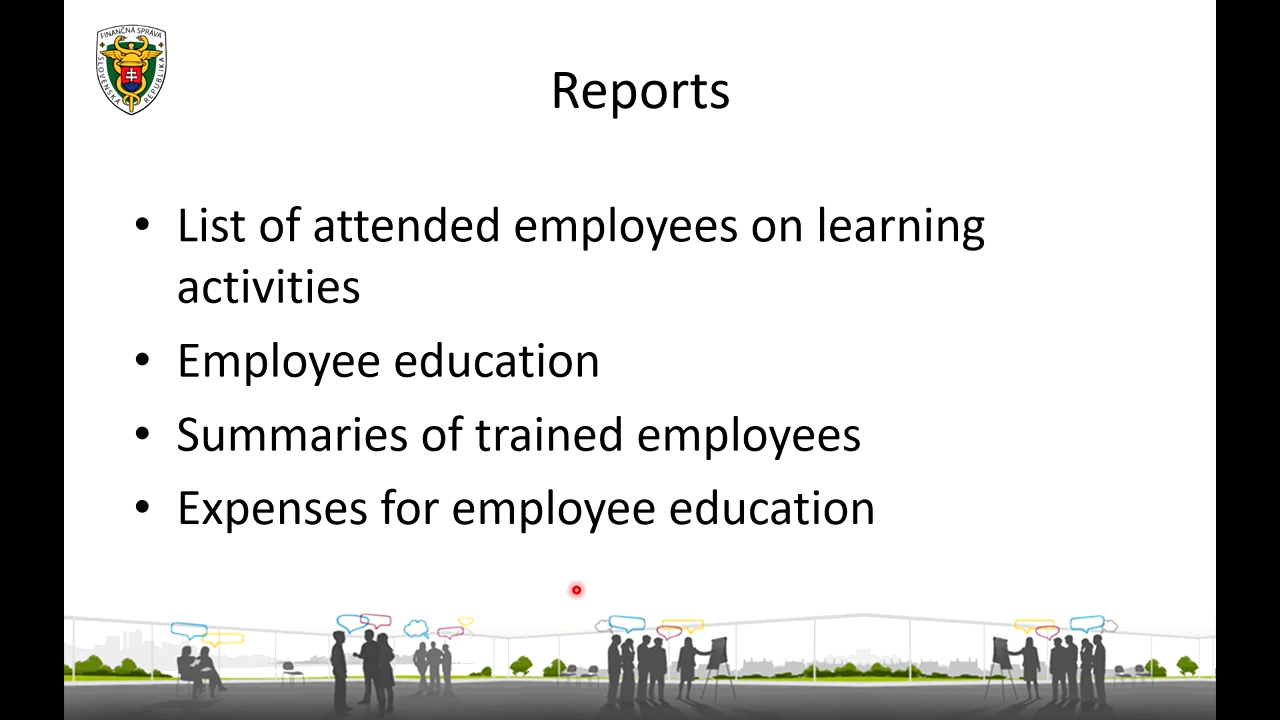 FINANČNÁ SPRÁVA
SLOVENSKÁ REPUBLIKA
Reports
• List of attended employees on learning
activities
• Employee education
• Summaries of trained employees
• Expenses for employee education